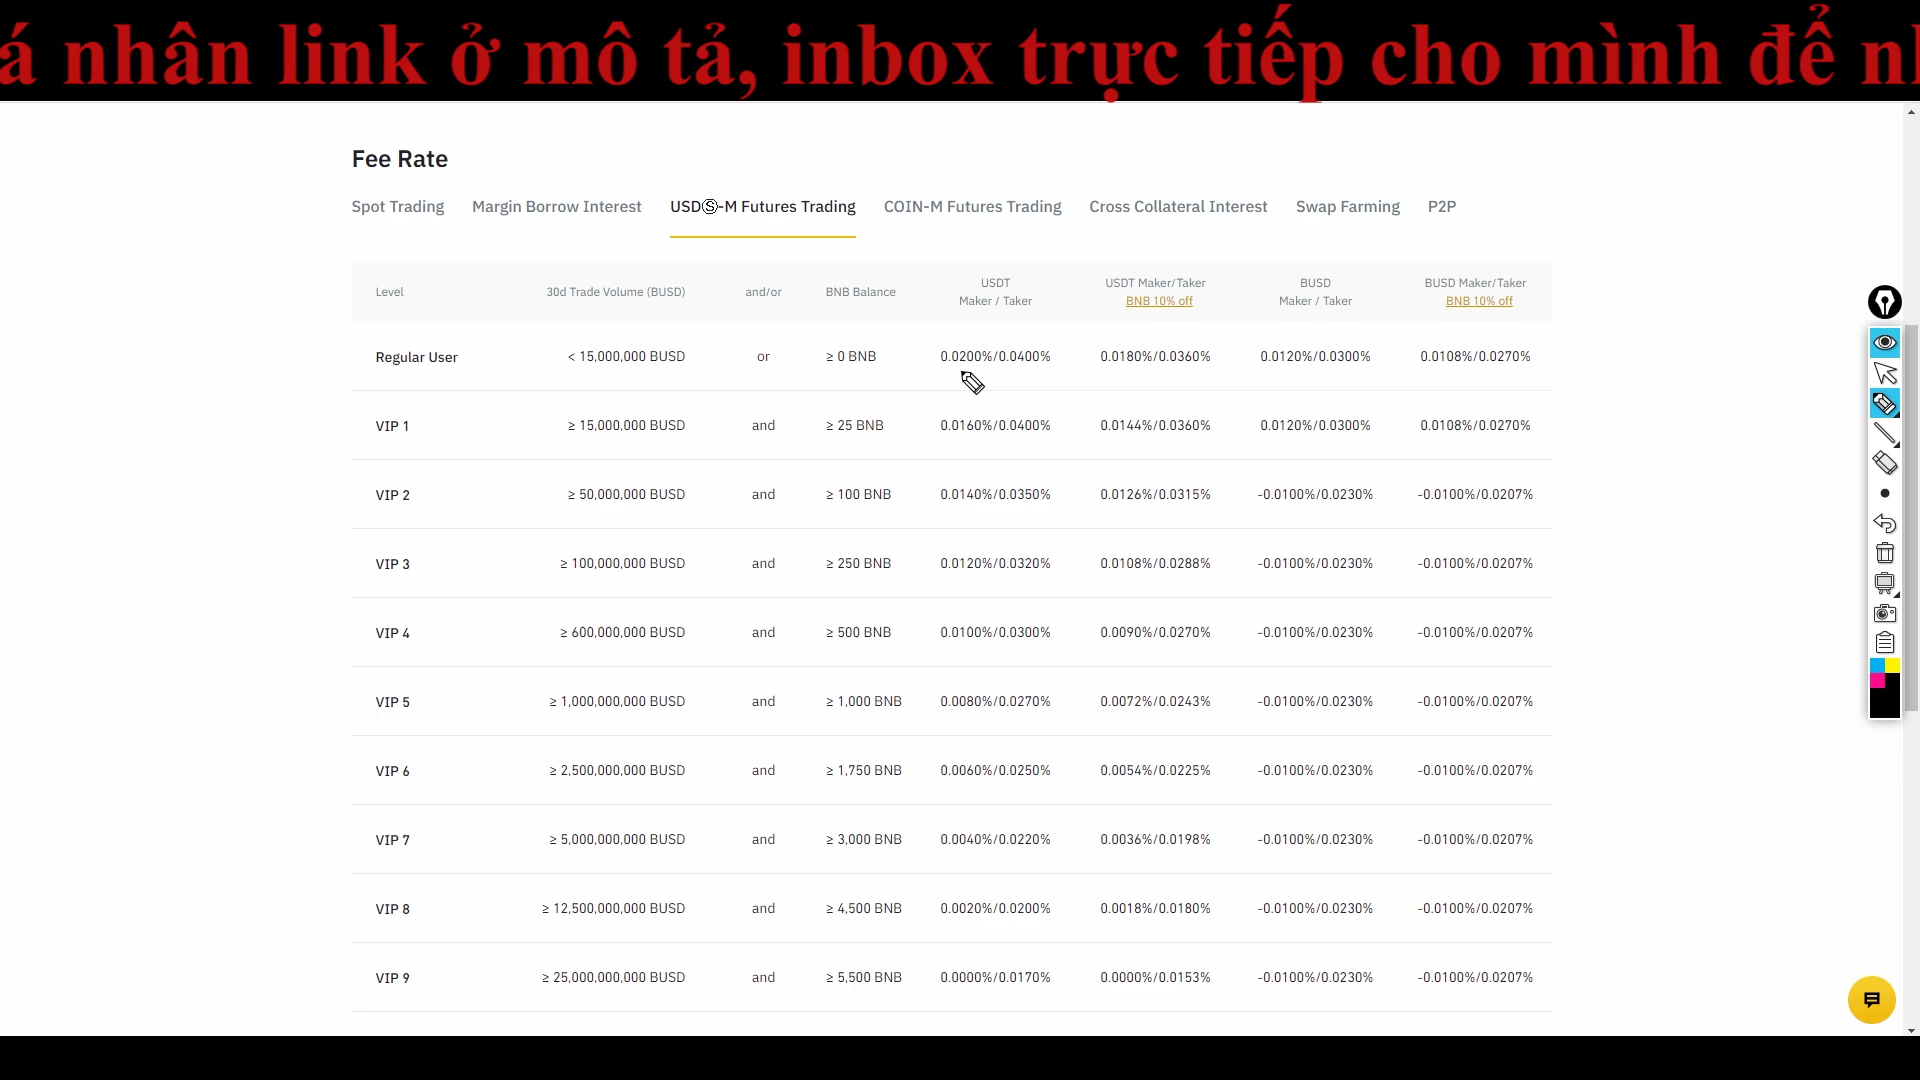 á nhân link ở mô tả, inbox trực tiếp cho mình để
Fee Rate
Spot Trading Margin Borrow Interest USDⓈ-M Futures Trading COIN-M Futures Trading Cross Collateral Interest Swap Farming P2P
Level 30d Trade Volume (BUSD) and/or BNB Balance USDT Maker / Taker USDT Maker/Taker BNB 10% off BUSD Maker / Taker BUSD Maker/Taker BNB 10% off
Regular User < 15,000,000 BUSD or ≥ 0 BNB 0.0200%/0.0400% 0.0180%/0.0360% 0.0120%/0.0300% 0.0108%/0.0270%
VIP 1 ≥ 15,000,000 BUSD and ≥ 25 BNB 0.0160%/0.0400% 0.0144%/0.0360% 0.0120%/0.0300% 0.0108%/0.0270%
VIP 2 ≥ 50,000,000 BUSD and ≥ 100 BNB 0.0140%/0.0350% 0.0126%/0.0315% -0.0100%/0.0230% -0.0100%/0.0207%
VIP 3 ≥ 100,000,000 BUSD and ≥ 250 BNB 0.0120%/0.0320% 0.0108%/0.0288% -0.0100%/0.0230% -0.0100%/0.0207%
VIP 4 ≥ 600,000,000 BUSD and ≥ 500 BNB 0.0100%/0.0300% 0.0090%/0.0270% -0.0100%/0.0230% -0.0100%/0.0207%
VIP 5 ≥ 1,000,000,000 BUSD and ≥ 1,000 BNB 0.0080%/0.0270% 0.0072%/0.0243% -0.0100%/0.0230% -0.0100%/0.0207%
VIP 6 ≥ 2,500,000,000 BUSD and ≥ 1,750 BNB 0.0060%/0.0250% 0.0054%/0.0225% -0.0100%/0.0230% -0.0100%/0.0207%
VIP 7 ≥ 5,000,000,000 BUSD and ≥ 3,000 BNB 0.0040%/0.0220% 0.0036%/0.0198% -0.0100%/0.0230% -0.0100%/0.0207%
VIP 8 ≥ 12,500,000,000 BUSD and ≥ 4,500 BNB 0.0020%/0.0200% 0.0018%/0.0180% -0.0100%/0.0230% -0.0100%/0.0207%
VIP 9 ≥ 25,000,000,000 BUSD and ≥ 5,500 BNB 0.0000%/0.0170% 0.0000%/0.0153% -0.0100%/0.0230% -0.0100%/0.0207%